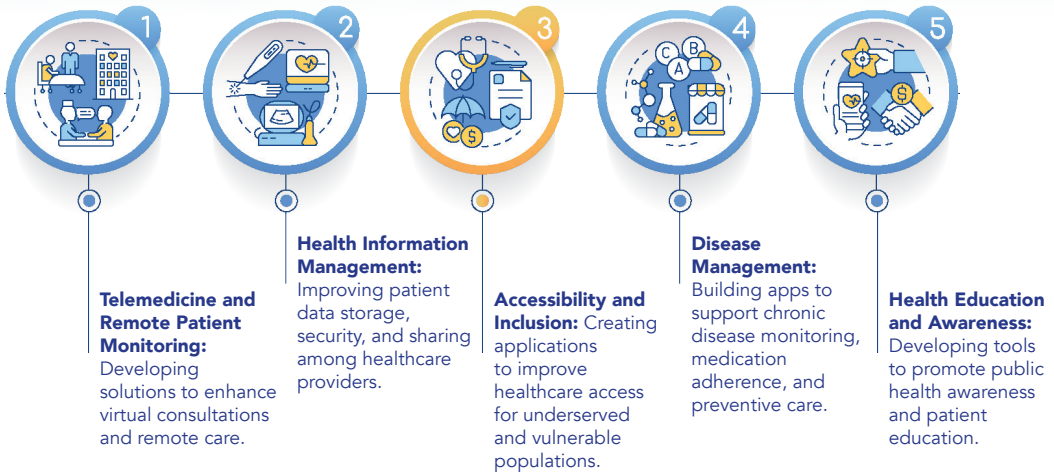 1
2
3
4
5
C
B
A
$
$
Telemedicine and
Remote Patient
Monitoring:
Developing
solutions to enhance
virtual consultations
and remote care.
Health Information
Management:
Improving patient
data storage,
security, and sharing
among healthcare
providers.
Accessibility and
Inclusion: Creating
applications
to improve
healthcare access
for underserved
and vulnerable
populations.
Disease
Management:
Building apps to
support chronic
disease monitoring,
medication
adherence, and
preventive care.
Health Education
and Awareness:
Developing tools
to promote public
health awareness
and patient
education.